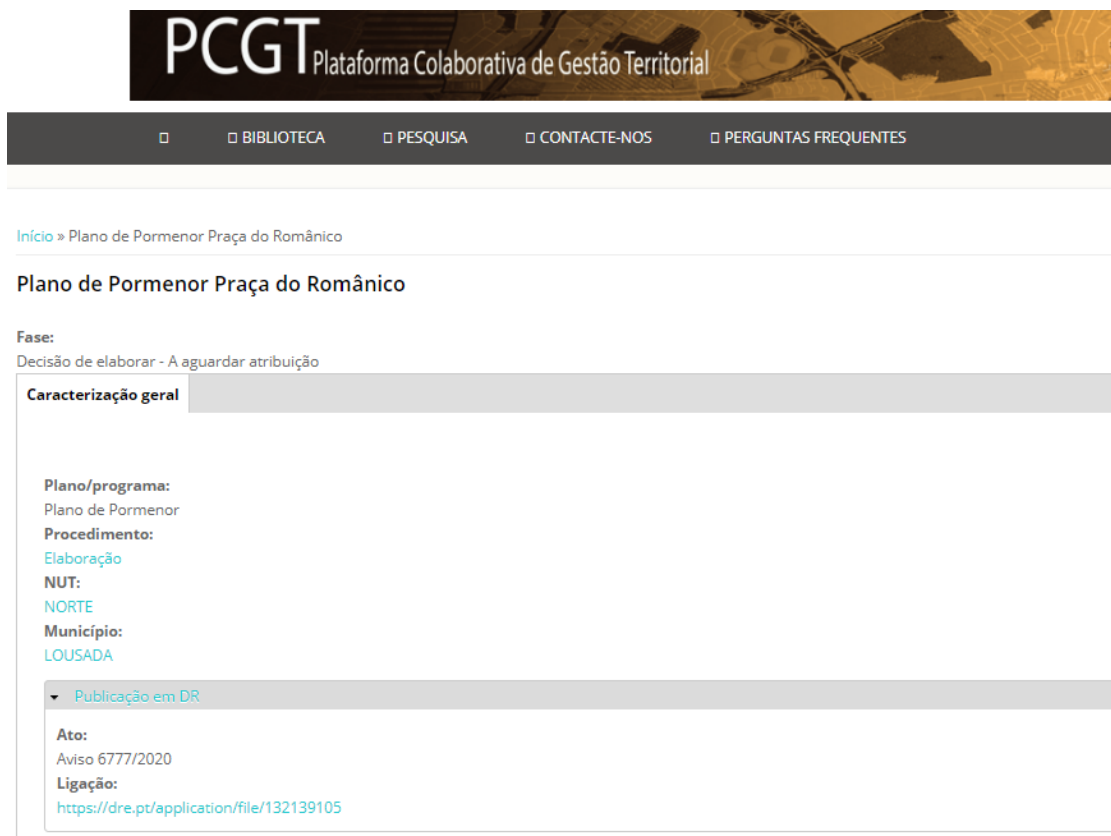 PCGT Plataforma Colaborativa de Gestão Territorial
BIBLIOTECA PESQUISA CONTACTE-NOS PERGUNTAS FREQUENTES
Início » Plano de Pormenor Praça do Românico
Plano de Pormenor Praça do Românico
Fase:
Decisão de elaborar - A aguardar atribuição
Caracterização geral
Plano/programa:
Plano de Pormenor
Procedimento:
Elaboração
NUT:
NORTE
Município:
LOUSADA
Publicação em DR
Ato:
Aviso 6777/2020
Ligação:
https://dre.pt/application/file/132139105